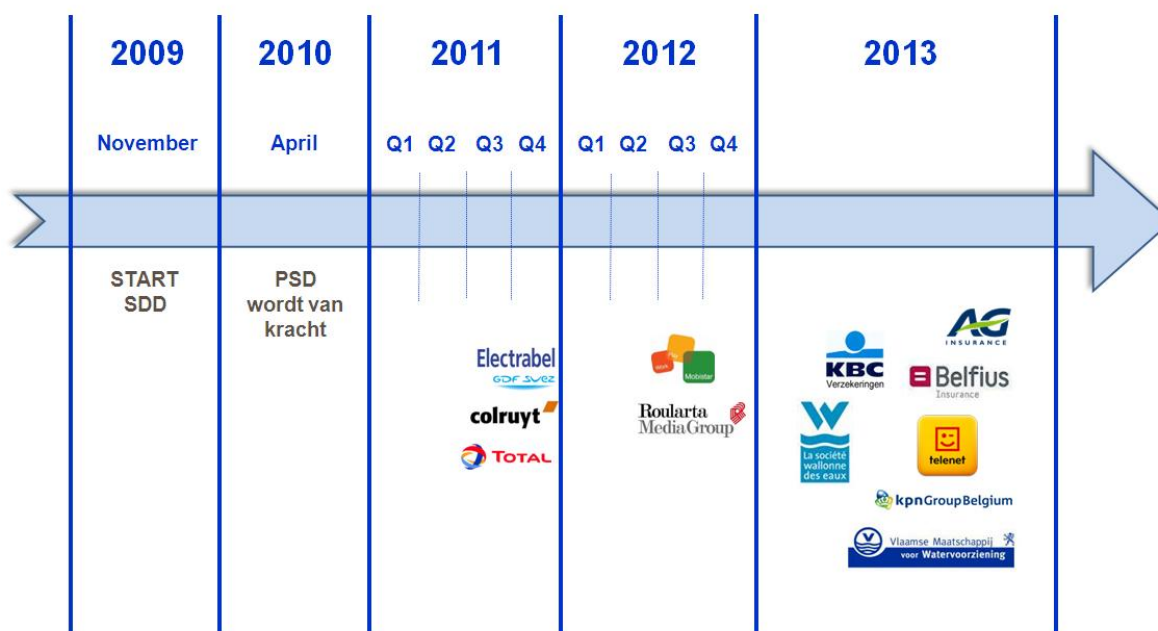 2009 2010 2011 2012 2013
November April Q1 Q2 Q3 Q4 Q1 Q2 Q3 Q4
START
SDD
PSD
wordt van
kracht
Electrabel
GDF SUEZ
colruyt
TOTAL
Mobistar
Roularta
MediaGroup
AG
INSURANCE
KBC
Verzekeringen
Belfius
Insurance
W
La société
wallonne
des eaux
telenet
kpnGroupBelgium
V
Vlaamse Maatschappij
voor Watervoorziening